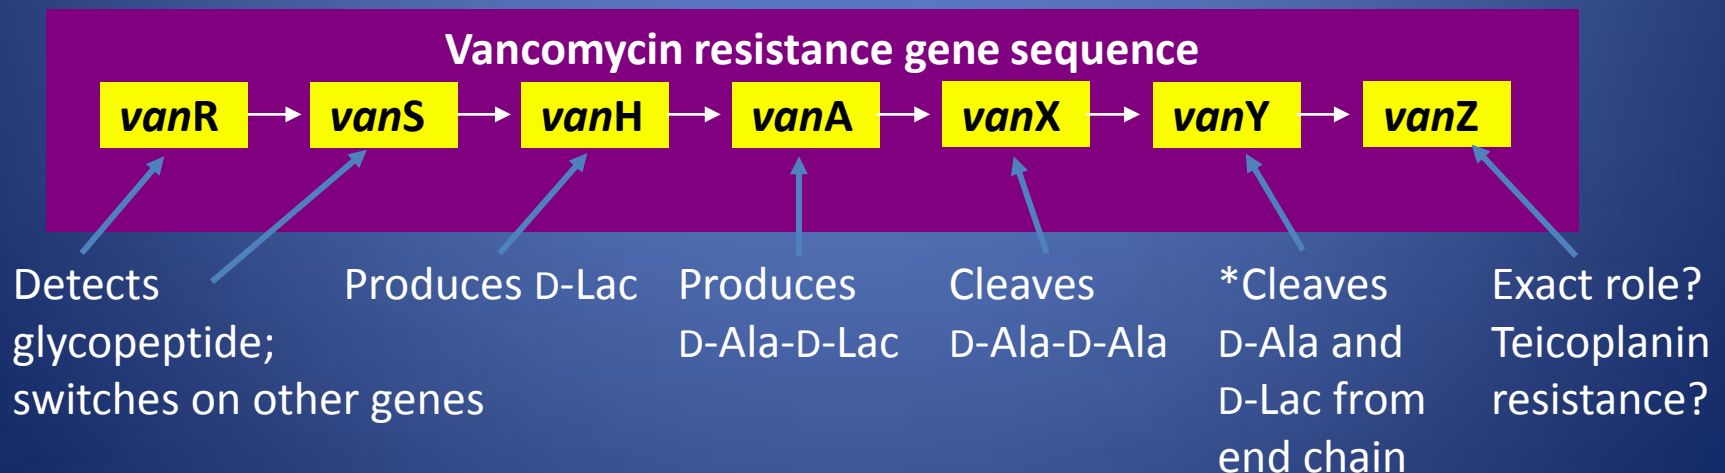 Vancomycin resistance gene sequence
vanR vanS vanH vanA vanX vanY vanZ
Detects
glycopeptide;
switches on other genes
Produces D-Lac
Produces
D-Ala-D-Lac
Cleaves
D-Ala-D-Ala
*Cleaves
D-Ala and
D-Lac from
end chain
Exact role?
Teicoplanin
resistance?